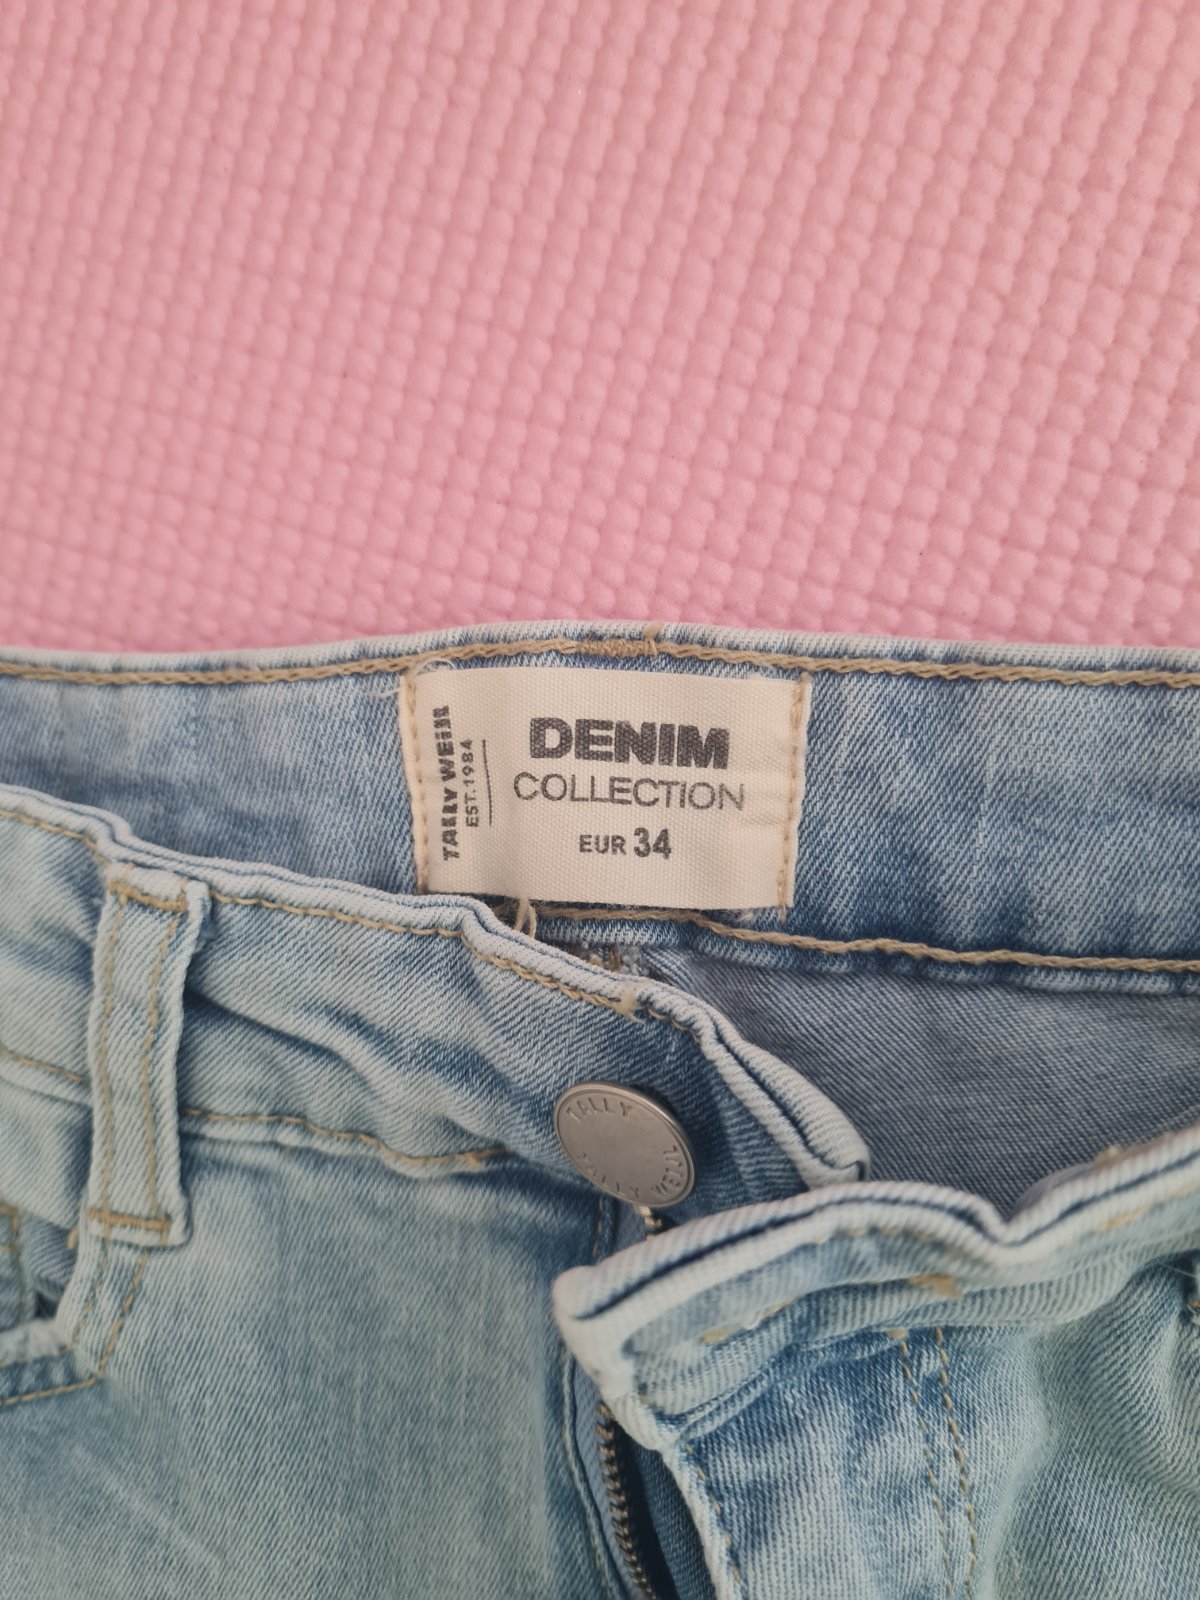 TALLY WEiJL
EST. 1984
DENIM
COLLECTION
EUR 34
TALLY WEIJL
TALLY